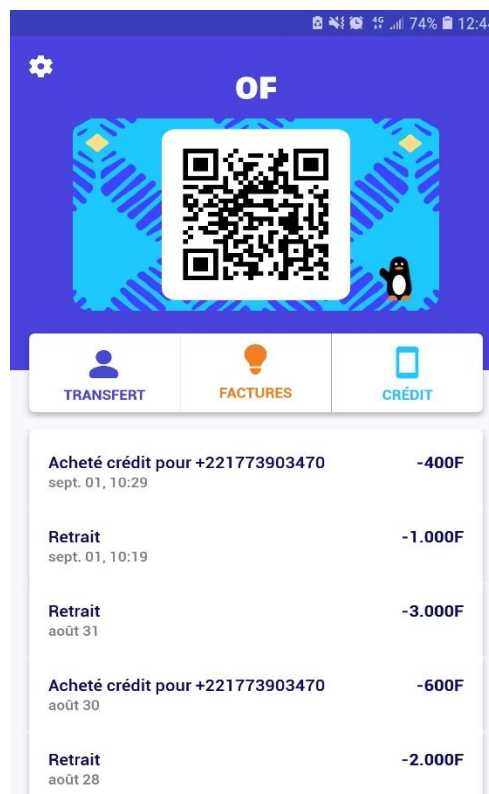 4G 74% 12:44
OF
TRANSFERT
FACTURES
CRÉDIT
Acheté crédit pour +221773903470 -400F
sept. 01, 10:29
Retrait -1.000F
sept. 01, 10:19
Retrait -3.000F
août 31
Acheté crédit pour +221773903470 -600F
août 30
Retrait -2.000F
août 28